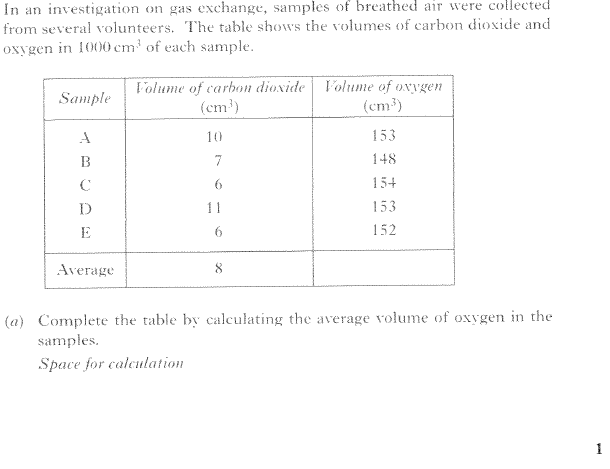 In an investigation on gas exchange, samples of breathed air were collected
from several volunteers. The table shows the volumes of carbon dioxide and
oxygen in 1000 cm³ of each sample.
Sample Volume of carbon dioxide (cm³) Volume of oxygen (cm³)
A 10 153
B 7 148
C 6 154
D 11 153
E 6 152
Average 8
(a) Complete the table by calculating the average volume of oxygen in the
samples.
Space for calculation
1